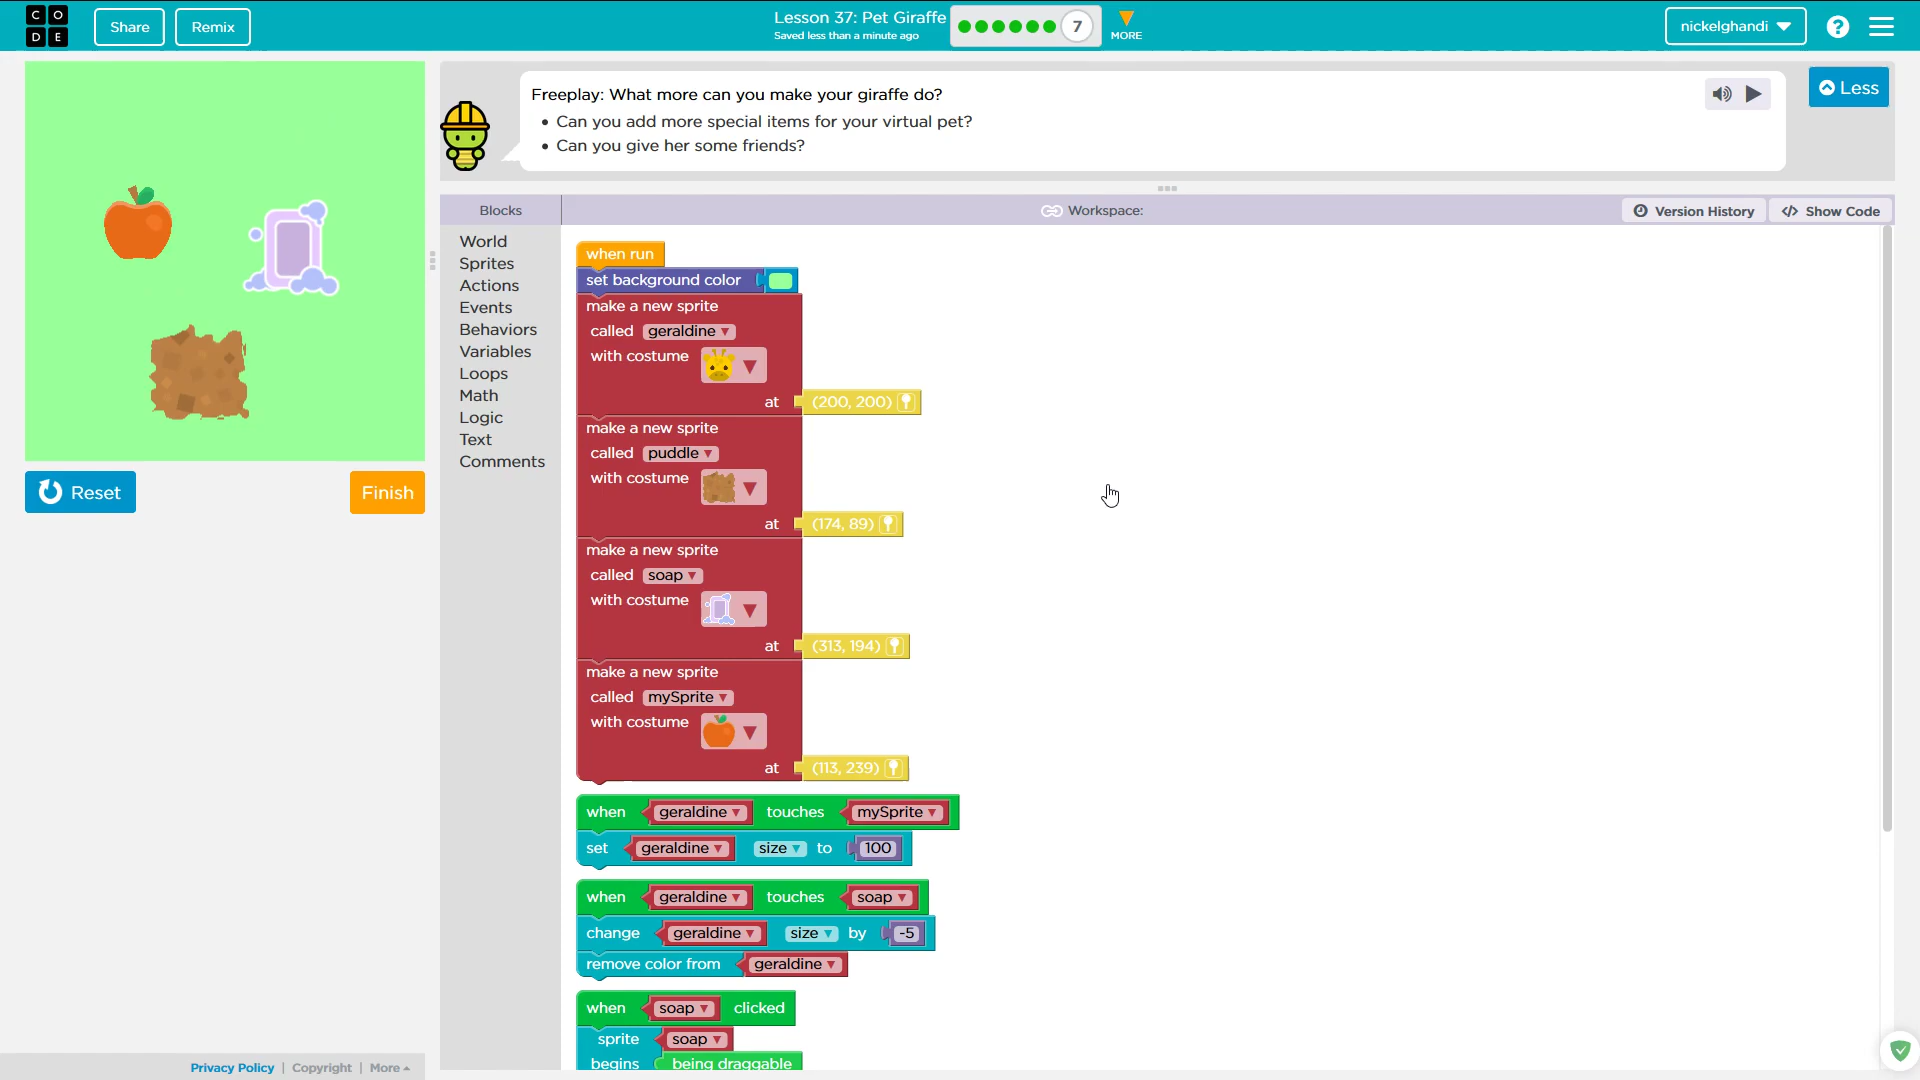 C O
D E
Share
Remix
Lesson 37: Pet Giraffe
Saved less than a minute ago
7
MORE
nickelghandi
?
Freeplay: What more can you make your giraffe do?
• Can you add more special items for your virtual pet?
• Can you give her some friends?
Less
Blocks
Workspace:
Version History
Show Code
World
Sprites
Actions
Events
Behaviors
Variables
Loops
Math
Logic
Text
Comments
when run
set background color
make a new sprite
called geraldine
with costume
at (200, 200)
make a new sprite
called puddle
with costume
at (174, 89)
make a new sprite
called soap
with costume
at (313, 194)
make a new sprite
called mySprite
with costume
at (113, 239)
when geraldine touches mySprite
set geraldine size to 100
when geraldine touches soap
change geraldine size by -5
remove color from geraldine
when soap clicked
sprite soap
begins being draggable
Reset
Finish
Privacy Policy | Copyright | More